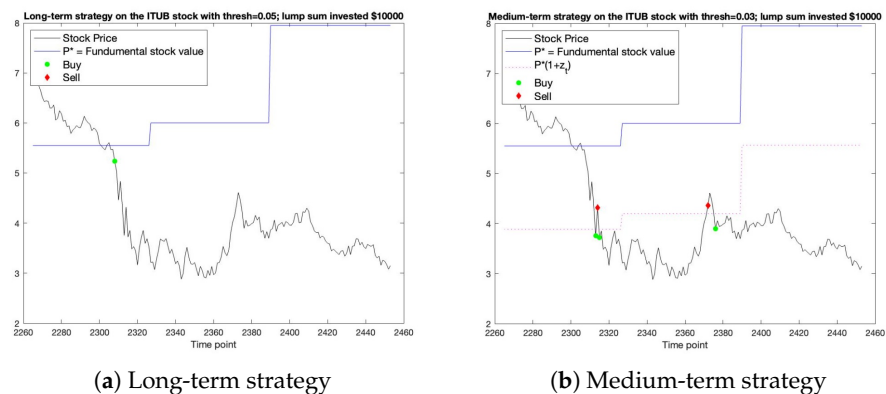 Long-term strategy on the ITUB stock with thresh=0.05; lump sum invested $10000
8
7
6
5
4
3
2
Stock Price
P* = Fundumental stock value
Buy
Sell
2260 2280 2300 2320 2340 2360 2380 2400 2420 2440 2460
Time point
(a) Long-term strategy
Medium-term strategy on the ITUB stock with thresh=0.03; lump sum invested $10000
8
7
6
5
4
3
2
Stock Price
P* = Fundumental stock value
P*(1+z_t)
Buy
Sell
2260 2280 2300 2320 2340 2360 2380 2400 2420 2440 2460
Time point
(b) Medium-term strategy